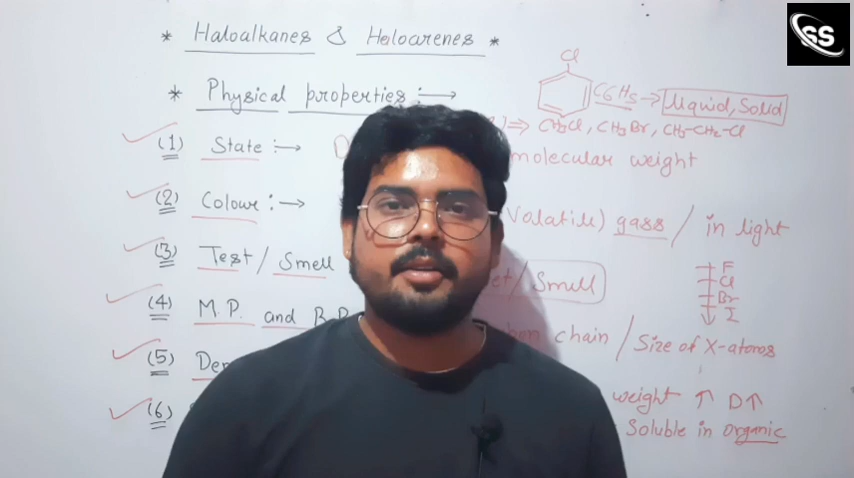 * Haloalkanes & Haloarenes *
* Physical properties :→
Cl
C6H5 → Liquid, Solid
(1) State :→
⇒ CH3Cl, CH3Br, CH3-CH2-Cl
molecular weight
(2) Colour :→
Volatile) gass / in light
(3) Test / Smell
/ Smell
F
Cl
Br
I
(4) M.P. and B.P.
chain / Size of X-atoms
(5)
weight ↑ D↑
(6)
Soluble in organic
GS